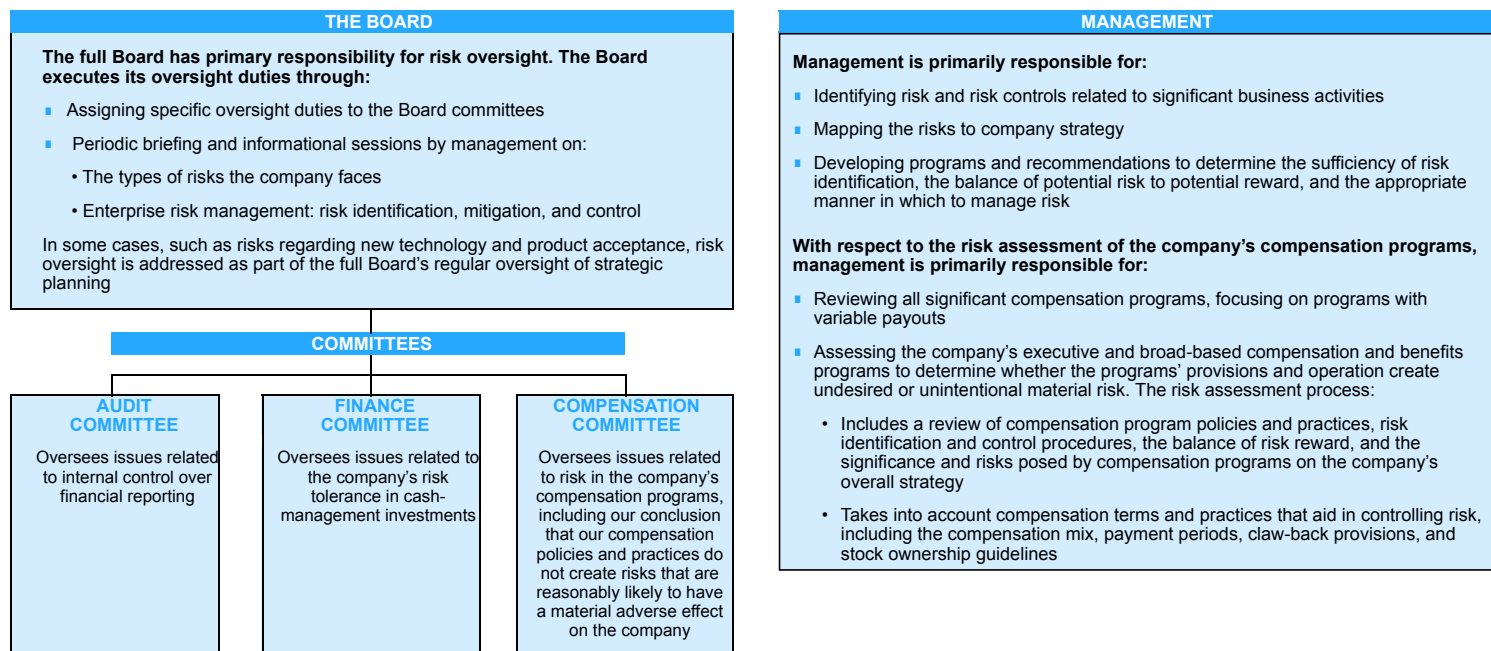 THE BOARD
The full Board has primary responsibility for risk oversight. The Board
executes its oversight duties through:
Assigning specific oversight duties to the Board committees
Periodic briefing and informational sessions by management on:
• The types of risks the company faces
• Enterprise risk management: risk identification, mitigation, and control
In some cases, such as risks regarding new technology and product acceptance, risk
oversight is addressed as part of the full Board's regular oversight of strategic
planning
COMMITTEES
AUDIT
COMMITTEE
Oversees issues related
to internal control over
financial reporting
FINANCE
COMMITTEE
Oversees issues related to
the company's risk
tolerance in cash-
management investments
COMPENSATION
COMMITTEE
Oversees issues related
to risk in the company's
compensation programs,
including our conclusion
that our compensation
policies and practices do
not create risks that are
reasonably likely to have
a material adverse effect
on the company
MANAGEMENT
Management is primarily responsible for:
Identifying risk and risk controls related to significant business activities
Mapping the risks to company strategy
Developing programs and recommendations to determine the sufficiency of risk
identification, the balance of potential risk to potential reward, and the appropriate
manner in which to manage risk
With respect to the risk assessment of the company's compensation programs,
management is primarily responsible for:
Reviewing all significant compensation programs, focusing on programs with
variable payouts
Assessing the company's executive and broad-based compensation and benefits
programs to determine whether the programs' provisions and operation create
undesired or unintentional material risk. The risk assessment process:
• Includes a review of compensation program policies and practices, risk
identification and control procedures, the balance of risk reward, and the
significance and risks posed by compensation programs on the company's
overall strategy
• Takes into account compensation terms and practices that aid in controlling risk,
including the compensation mix, payment periods, claw-back provisions, and
stock ownership guidelines